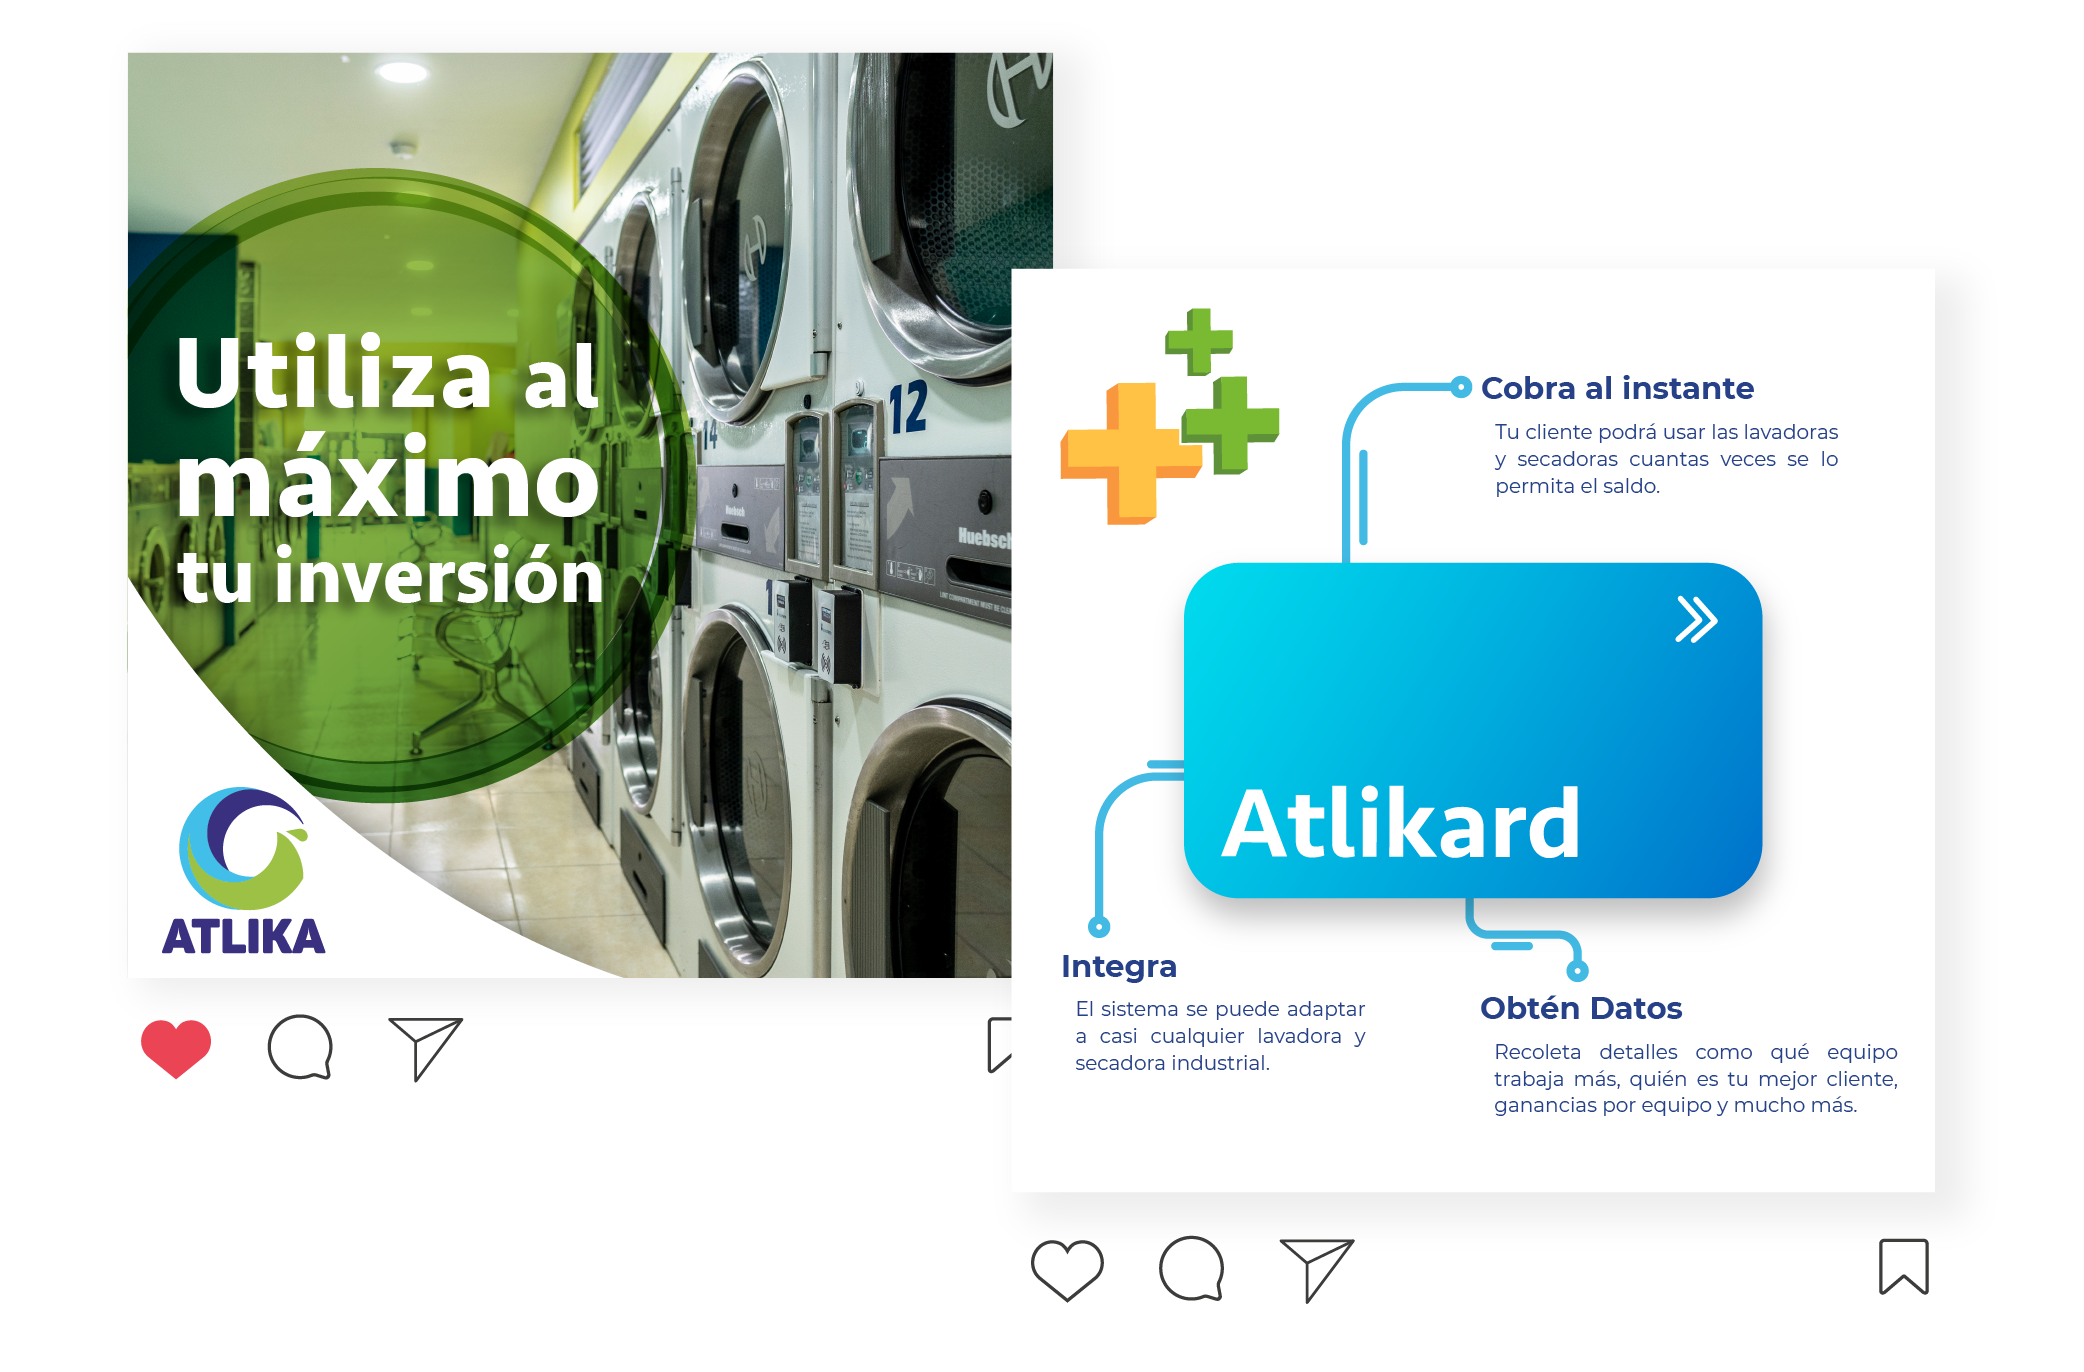 Utiliza al
máximo
tu inversión
12
14
Huebsch
Huebsch
ATLIKA
Cobra al instante
Tu cliente podrá usar las lavadoras
y secadoras cuantas veces se lo
permita el saldo.
Atlikard
Integra
El sistema se puede adaptar
a casi cualquier lavadora y
secadora industrial.
Obtén Datos
Recoleta detalles como qué equipo
trabaja más, quién es tu mejor cliente,
ganancias por equipo y mucho más.